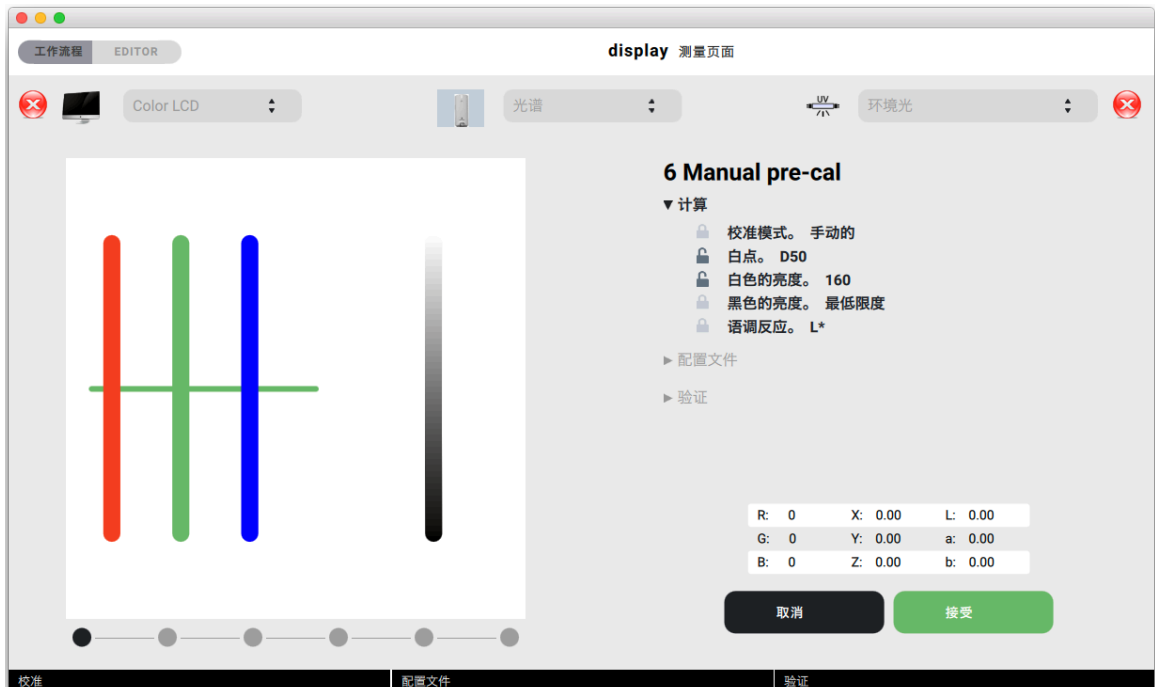 工作流程 EDITOR display 测量页面
Color LCD 光谱 UV 环境光
6 Manual pre-cal
▼计算
校准模式。 手动的
白点。 D50
白色的亮度。 160
黑色的亮度。 最低限度
语调反应。 L*
▶配置文件
▶验证
R: 0 X: 0.00 L: 0.00
G: 0 Y: 0.00 a: 0.00
B: 0 Z: 0.00 b: 0.00
取消 接受
校准 配置文件 验证